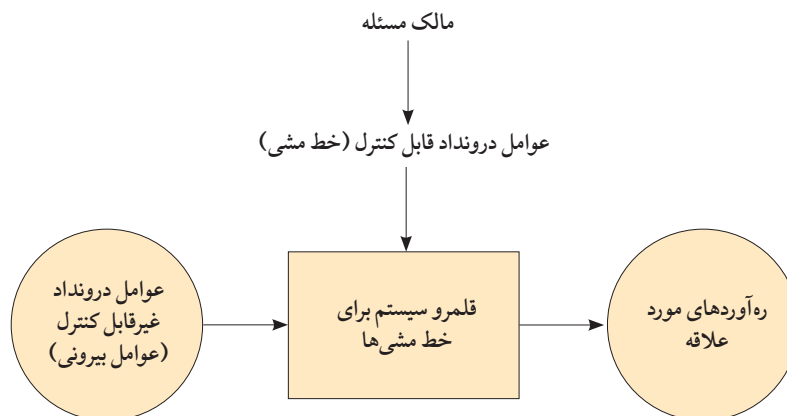 مالک مسئله
عوامل درونداد قابل کنترل (خط مشی)
عوامل درونداد
غیرقابل کنترل
(عوامل بیرونی)
قلمرو سیستم برای
خط مشی‌ها
ره‌آوردهای مورد
علاقه